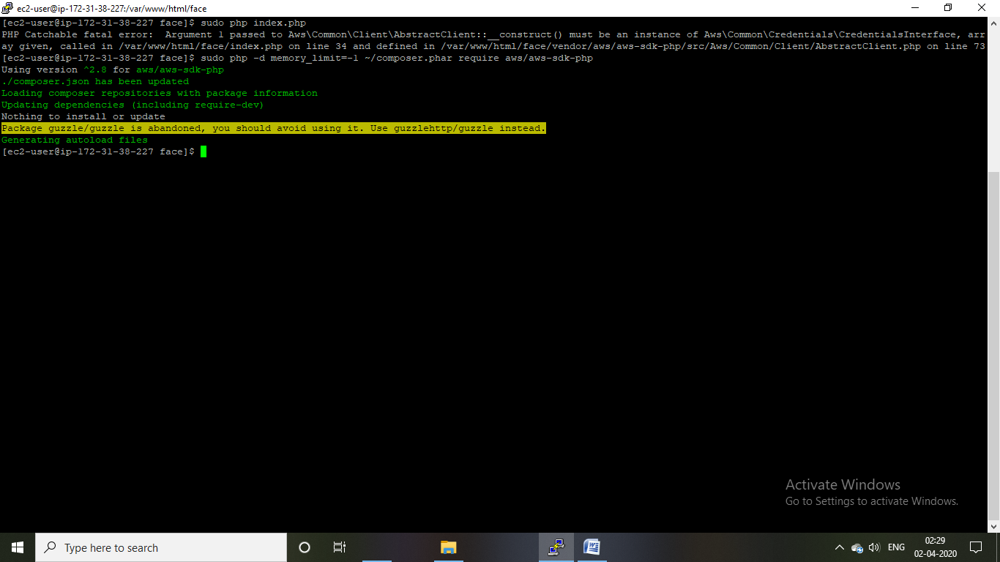 ec2-user@ip-172-31-38-227:/var/www/html/face
[ec2-user@ip-172-31-38-227 face]$ sudo php index.php
PHP Catchable fatal error:  Argument 1 passed to Aws\Common\Client\AbstractClient::__construct() must be an instance of Aws\Common\Credentials\CredentialsInterface, arr
ay given, called in /var/www/html/face/index.php on line 34 and defined in /var/www/html/face/vendor/aws/aws-sdk-php/src/Aws/Common/Client/AbstractClient.php on line 73
[ec2-user@ip-172-31-38-227 face]$ sudo php -d memory_limit=-1 ~/composer.phar require aws/aws-sdk-php
Using version ^2.8 for aws/aws-sdk-php
./composer.json has been updated
Loading composer repositories with package information
Updating dependencies (including require-dev)
Nothing to install or update
Package guzzle/guzzle is abandoned, you should avoid using it. Use guzzlehttp/guzzle instead.
Generating autoload files
[ec2-user@ip-172-31-38-227 face]$
Activate Windows
Go to Settings to activate Windows.
Type here to search
ENG
02:29
02-04-2020